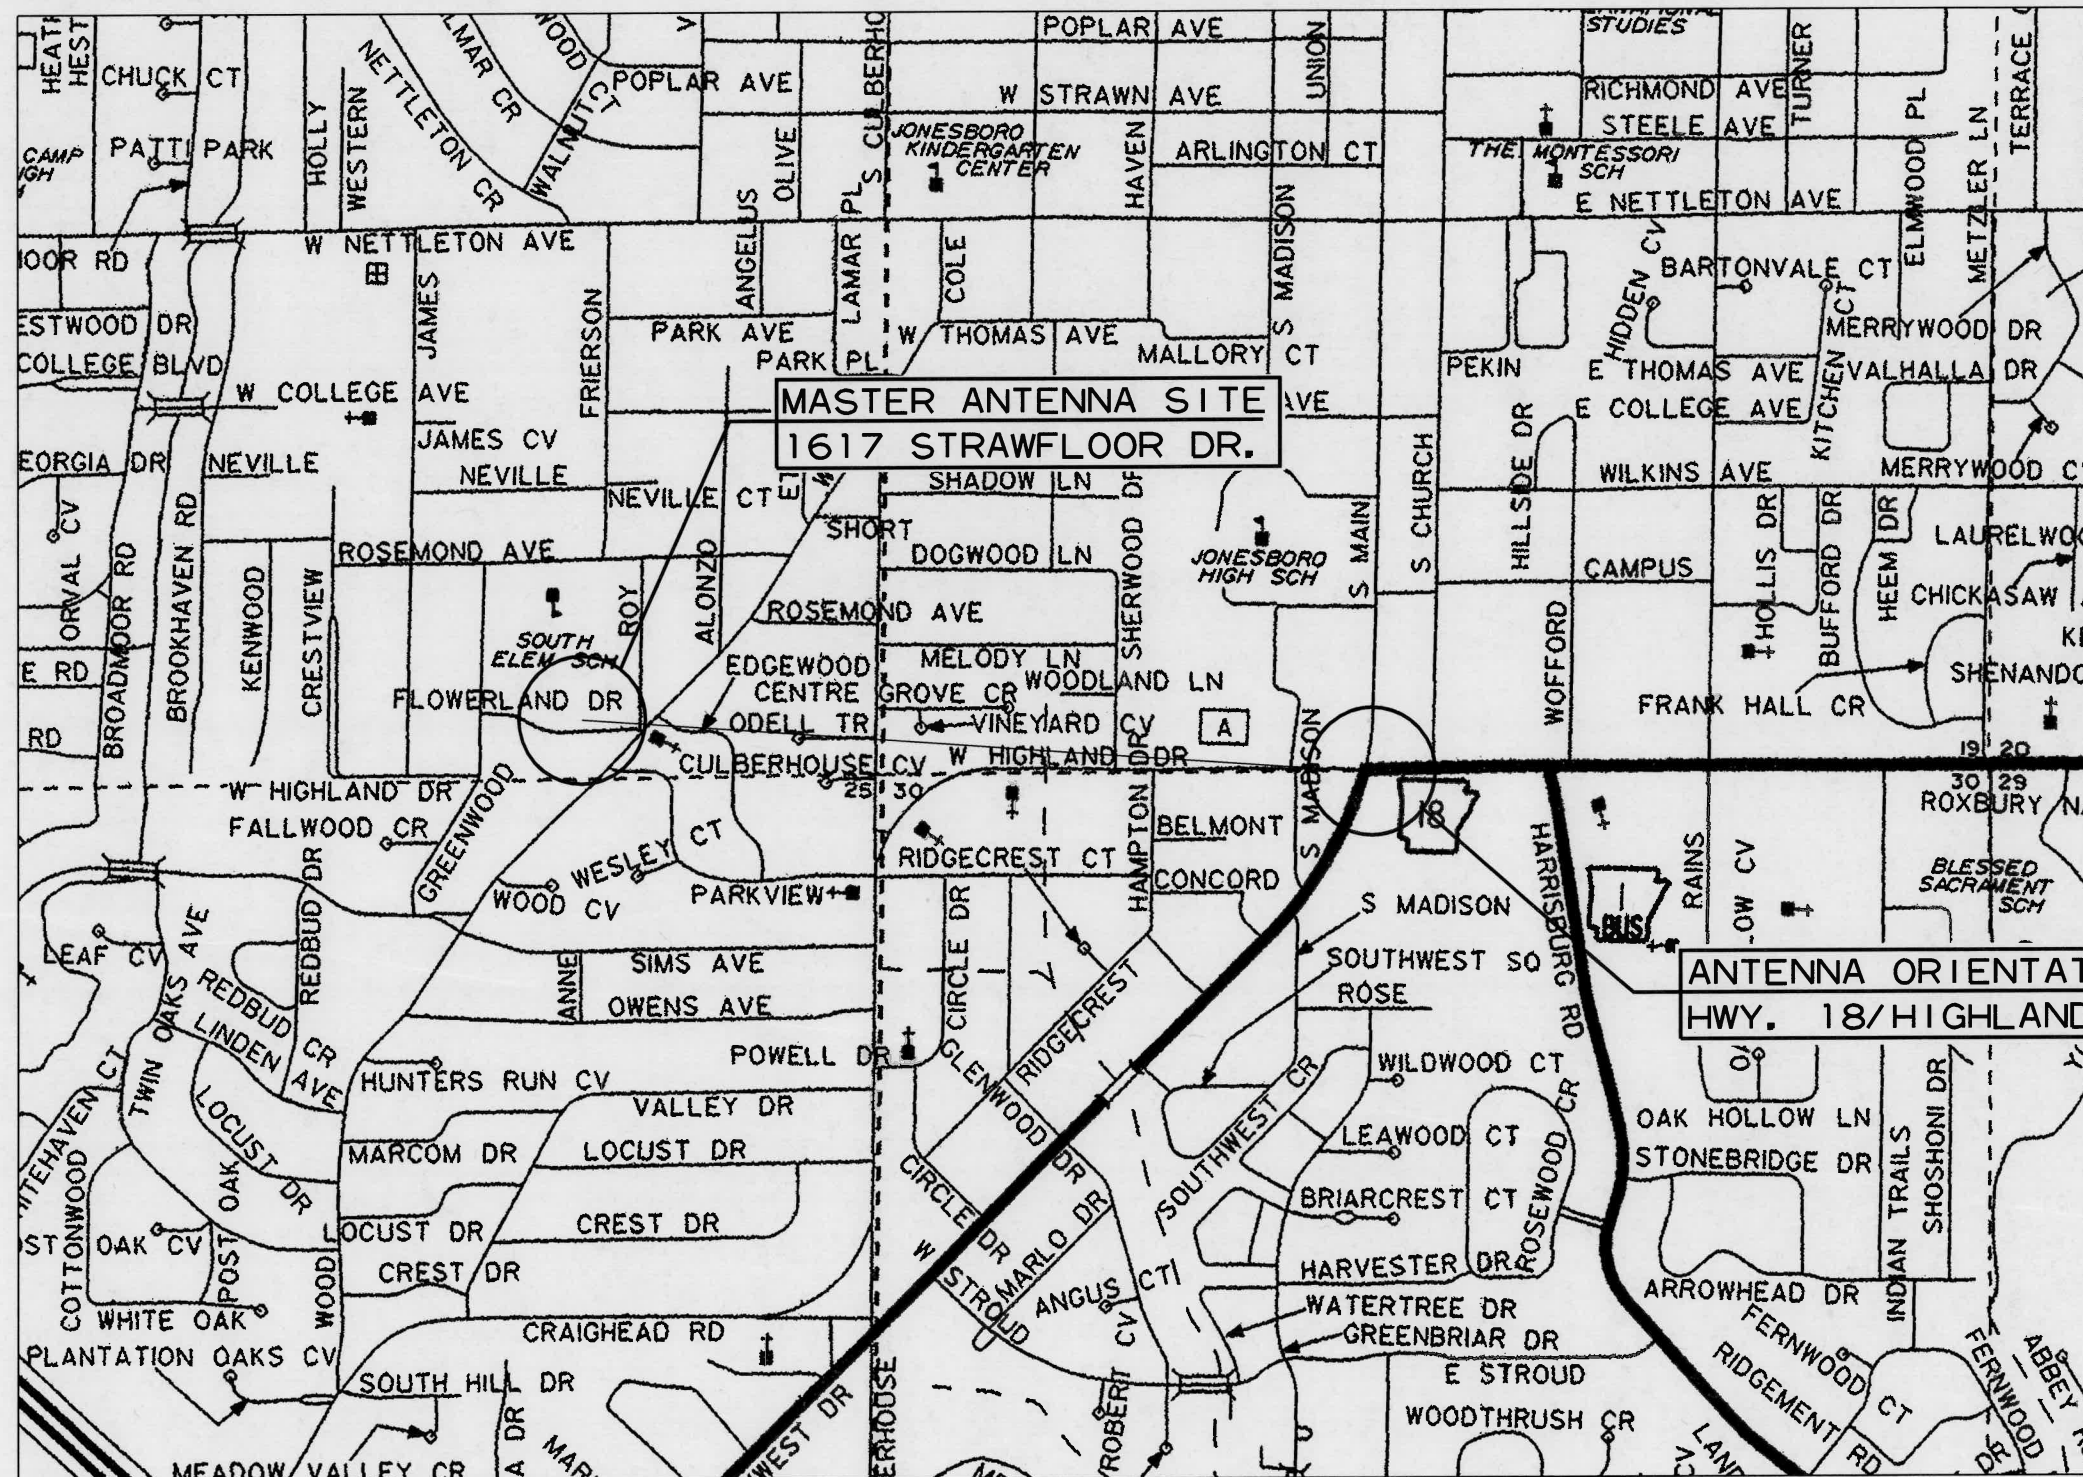 STUDIES
HEST
POPLAR AVE
UNION
TURNER
TERRACE
CHUCK CT
NETTLETON CR
WALNUT CT
POPLAR AVE
W STRAWN AVE
RICHMOND AVE
STEELE AVE
ELMWOOD PL
METZLER LN
CAMP
PATTI PARK
HOLLY
WESTERN
OLIVE
JONESBORO
KINDERGARTEN
CENTER
HAVEN
ARLINGTON CT
THE MONTESSORI
SCH
E NETTLETON AVE
W NETTLETON AVE
ANGELUS
LAMAR PL
COLE
S MADISON
HIDDEN CV
BARTONVALE CT
OOR RD
JAMES
FRIERSON
ESTWOOD DR
COLLEGE BLVD
PARK AVE
PARK PL
W THOMAS AVE
MALLORY CT
PEKIN
E THOMAS AVE
MERRYWOOD DR
VALHALLA DR
KITCHEN CT
W COLLEGE AVE
MASTER ANTENNA SITE
1617 STRAWFLOOR DR.
AVE
E COLLEGE AVE
JAMES CV
EORGIA DR
NEVILLE
NEVILLE
NEVILLE CT
SHADOW LN
S CHURCH
HILLSIDE DR
WILKINS AVE
MERRYWOOD C
ORVAL CV
BROADMOOR RD
BROOKHAVEN RD
SHORT
DOGWOOD LN
SHERWOOD DR
JONESBORO
HIGH SCH
S MAIN
HOLLIS DR
BUFFORD DR
HEEM DR
LAURELWOO
ROSEMOND AVE
KENWOOD
CRESTVIEW
ROY
ALONZO
ROSEMOND AVE
CAMPUS
CHICKASAW
SOUTH
ELEM SCH
EDGEWOOD
CENTRE
MELODY LN
WOODLAND LN
GROVE CR
WOFFORD
SHENANDO
E RD
FLOWERLAND DR
ODELL TR
VINEYARD CV
A
FRANK HALL CR
RD
CULBERHOUSE CV
W HIGHLAND DR
S MADISON
19 20
W HIGHLAND DR
25 30
30 29
FALLWOOD CR
GREENWOOD
WESLEY CT
HAMPTON DR
BELMONT
18
HARRISBURG RD
RAINS
ROXBURY
RIDGECREST CT
CONCORD
1
BUS
BLESSED
SACRAMENT
SCH
REDBUD DR
WOOD CV
PARKVIEW
CIRCLE DR
S MADISON
LEAF CV
REDBUD CR
ANNE
SIMS AVE
RIDGECREST
SOUTHWEST SQ
ANTENNA ORIENTAT
HWY. 18/HIGHLAND
TWIN OAKS AVE
LINDEN AVE
OWENS AVE
ROSE
POWELL DR
GLENWOOD DR
SOUTHWEST CR
WILDWOOD CT
HUNTERS RUN CV
VALLEY DR
ROSEWOOD CR
OAK HOLLOW LN
LOCUST DR
MARCOM DR
LOCUST DR
LEAWOOD CT
STONEBRIDGE DR
INDIAN TRAILS
SHOSHONI DR
COTTONWOOD
POST OAK
CIRCLE DR
MARLO DR
BRIARCREST CT
OAK CV
LOCUST DR
CREST DR
W STROUD
HARVESTER DR
CREST DR
WOOD
ANGUS CT
ARROWHEAD DR
WHITE OAK
CRAIGHEAD RD
WATERTREE DR
GREENBRIAR DR
FERNWOOD CT
FERNWOOD DR
ABBEY
PLANTATION OAKS CV
SOUTH HILL DR
ERHOUSE
ROBERT CV
E STROUD
RIDGEMENT RD
WOODTHRUSH CR
WEST DR
MEADOW VALLEY CR